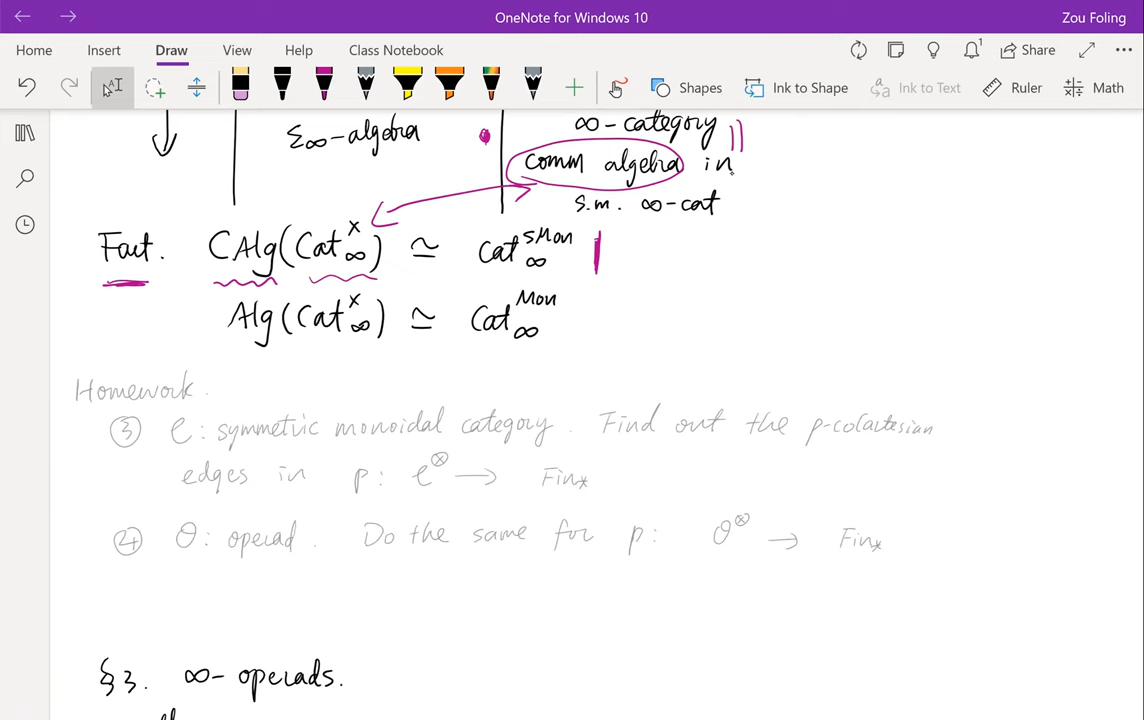 OneNote for Windows 10
Zou Foling
Home Insert Draw View Help Class Notebook
Share
Shapes Ink to Shape Ink to Text Ruler Math
Σ∞-algebra
∞-category
comm algebra in
s.m. ∞-cat
Fact. CAlg(Cat∞^×) ≃ Cat∞^SMon
Alg(Cat∞^×) ≃ Cat∞^Mon
Homework.
③ C: symmetric monoidal category. Find out the p-coCartesian
edges in p: C^⊗ → Fin*
④ O: operad. Do the same for p: O^⊗ → Fin*
§3. ∞-operads.